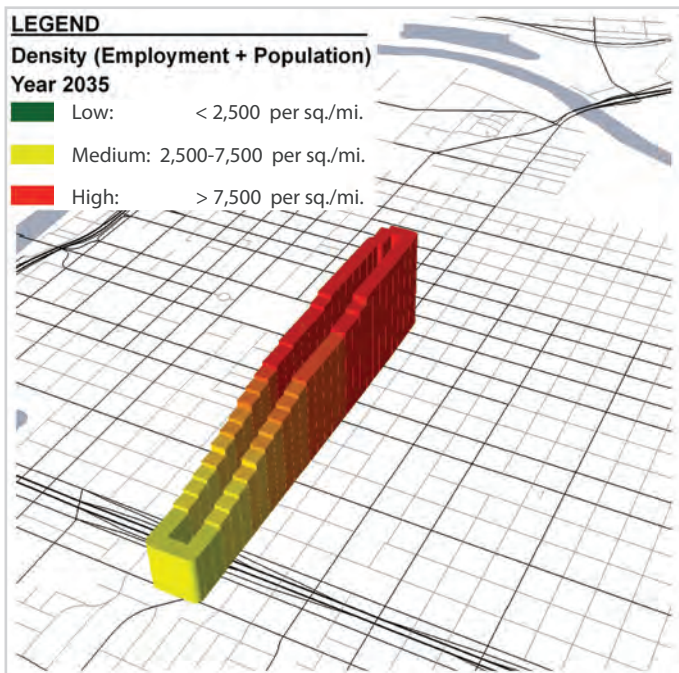 LEGEND
Density (Employment + Population)
Year 2035
Low: < 2,500 per sq./mi.
Medium: 2,500-7,500 per sq./mi.
High: > 7,500 per sq./mi.